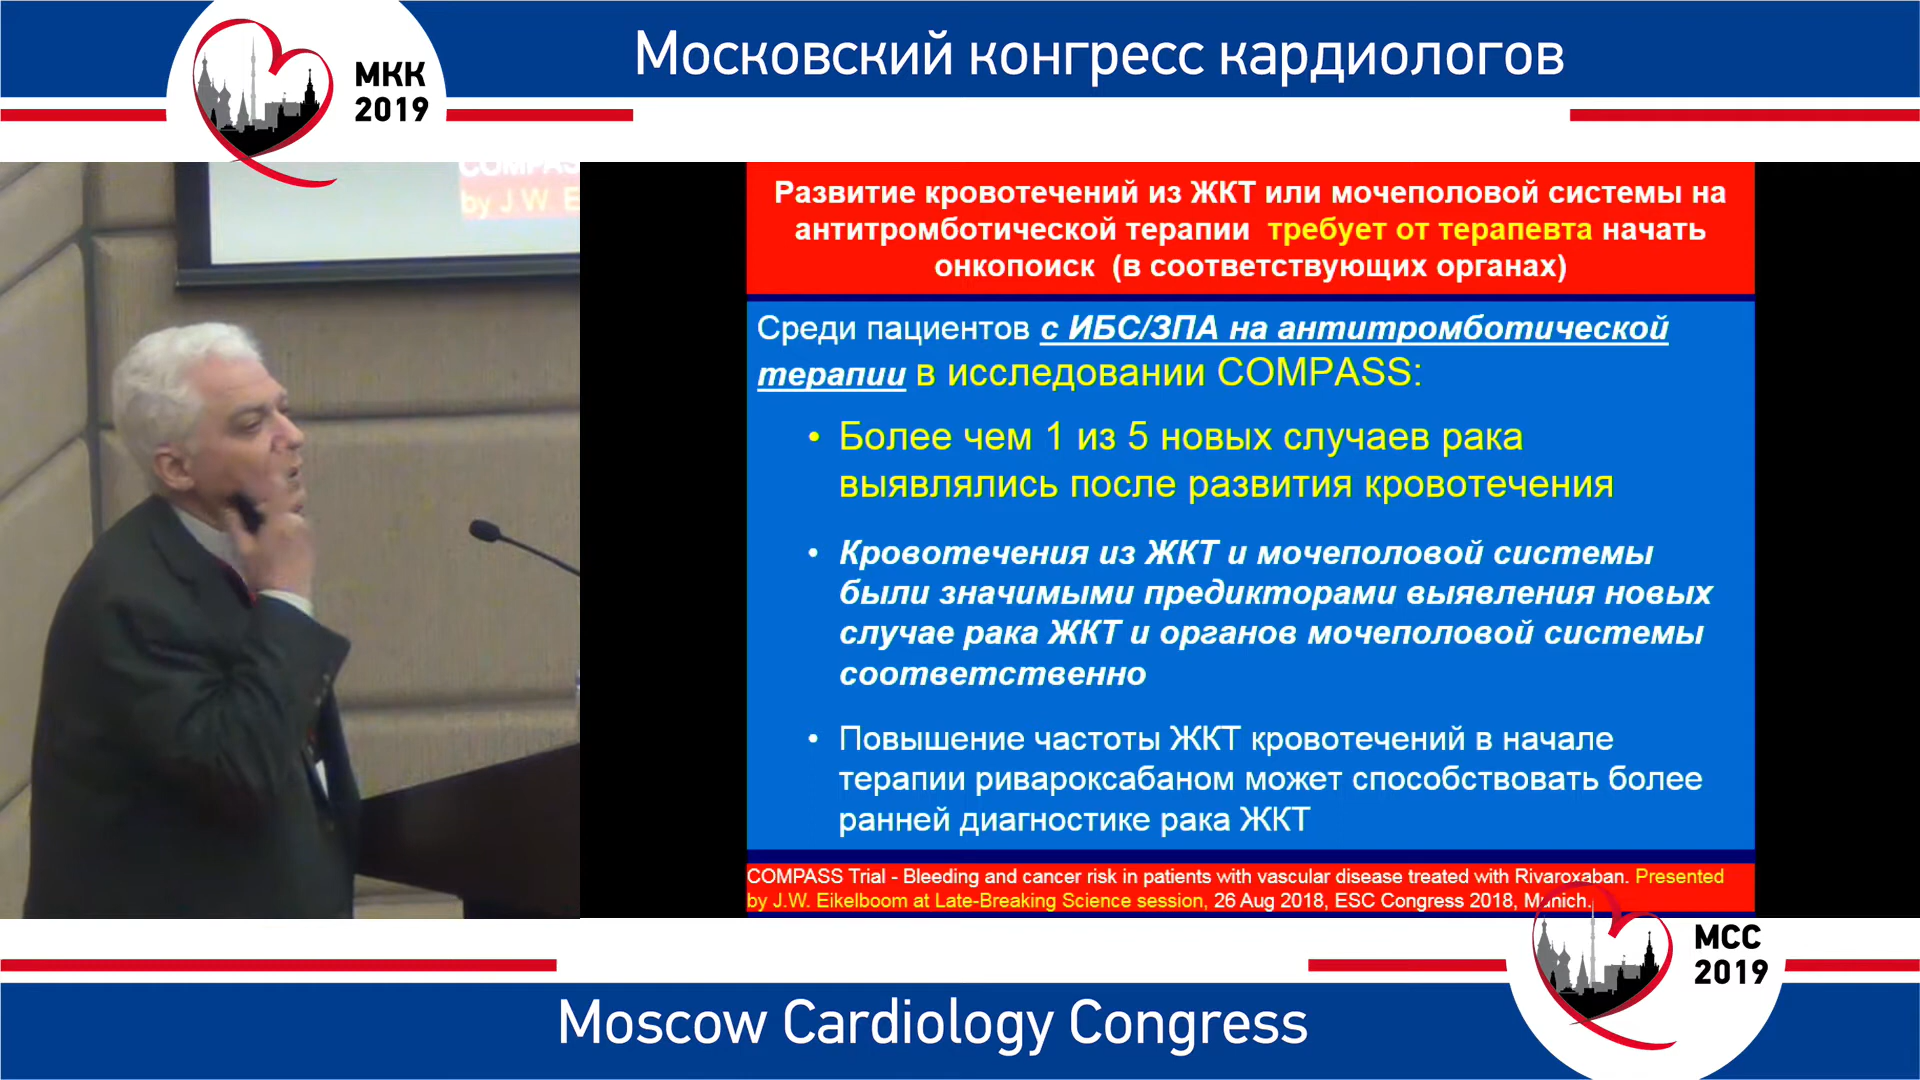 МКК
2019
Московский конгресс кардиологов
COMPAS
by J.W. E
Развитие кровотечений из ЖКТ или мочеполовой системы на
антитромботической терапии требует от терапевта начать
онкопоиск (в соответствующих органах)
Среди пациентов с ИБС/ЗПА на антитромботической
терапии в исследовании COMPASS:
• Более чем 1 из 5 новых случаев рака
выявлялись после развития кровотечения
• Кровотечения из ЖКТ и мочеполовой системы
были значимыми предикторами выявления новых
случае рака ЖКТ и органов мочеполовой системы
соответственно
• Повышение частоты ЖКТ кровотечений в начале
терапии ривароксабаном может способствовать более
ранней диагностике рака ЖКТ
COMPASS Trial - Bleeding and cancer risk in patients with vascular disease treated with Rivaroxaban. Presented
by J.W. Eikelboom at Late-Breaking Science session, 26 Aug 2018, ESC Congress 2018, Munich.
MCC
2019
Moscow Cardiology Congress